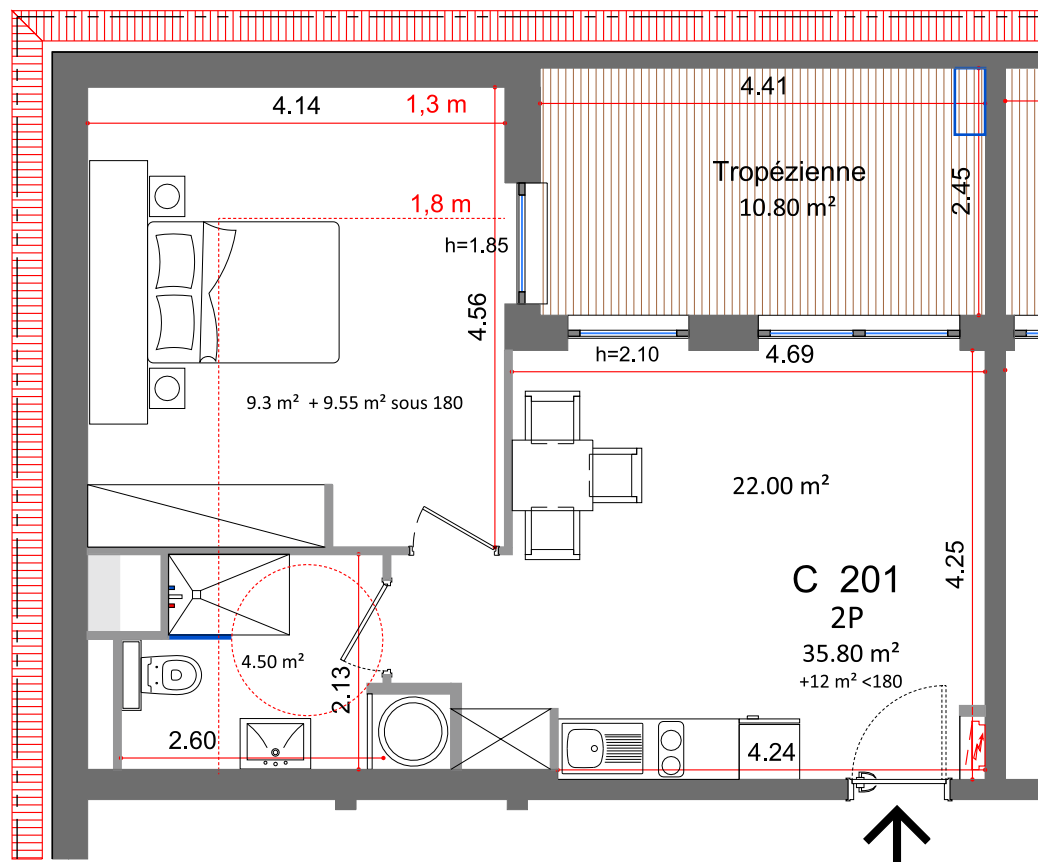 4.14
1,3 m
4.41
Tropézienne
10.80 m²
2.45
1,8 m
h=1.85
4.56
h=2.10
4.69
9.3 m² + 9.55 m² sous 180
22.00 m²
4.25
C 201
2P
35.80 m²
+12 m² <180
4.50 m²
2.13
2.60
4.24